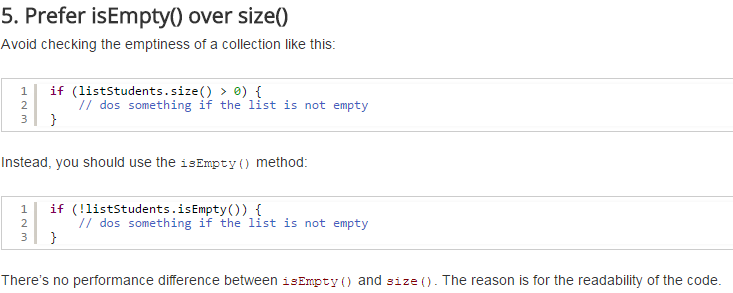 5. Prefer isEmpty() over size()
Avoid checking the emptiness of a collection like this:
1 if (listStudents.size() > 0) {
2 // dos something if the list is not empty
3 }
Instead, you should use the isEmpty() method:
1 if (!listStudents.isEmpty()) {
2 // dos something if the list is not empty
3 }
There's no performance difference between isEmpty() and size(). The reason is for the readability of the code.